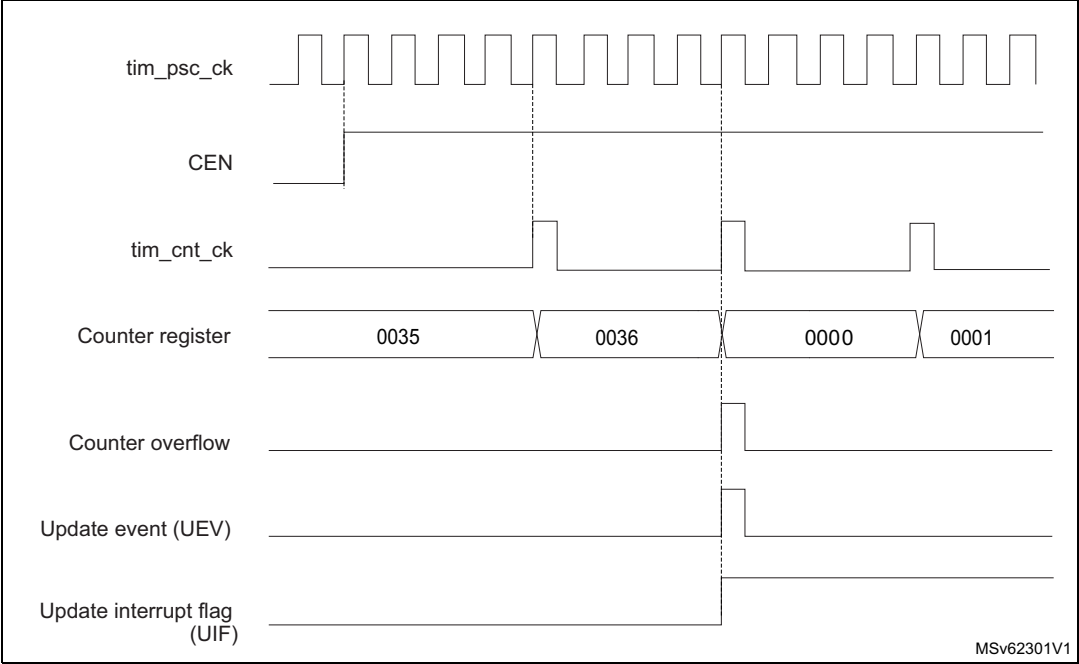 tim_psc_ck
CEN
tim_cnt_ck
Counter register
0035
0036
0000
0001
Counter overflow
Update event (UEV)
Update interrupt flag
(UIF)
MSv62301V1